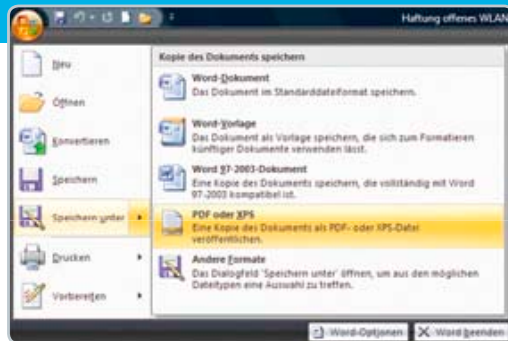 Haftung offenes WLAN
Neu
Öffnen
Konvertieren
Speichern
Speichern unter
Drucken
Vorbereiten
Kopie des Dokuments speichern
Word-Dokument
Das Dokument im Standarddateiformat speichern.
Word-Vorlage
Das Dokument als Vorlage speichern, die sich zum Formatieren
künftiger Dokumente verwenden lässt.
Word 97-2003-Dokument
Eine Kopie des Dokuments speichern, die vollständig mit Word
97-2003 kompatibel ist.
PDF oder XPS
Eine Kopie des Dokuments als PDF- oder XPS-Datei
veröffentlichen.
Andere Formate
Das Dialogfeld 'Speichern unter' öffnen, um aus den möglichen
Dateitypen eine Auswahl zu treffen.
Word-Optionen
Word beenden